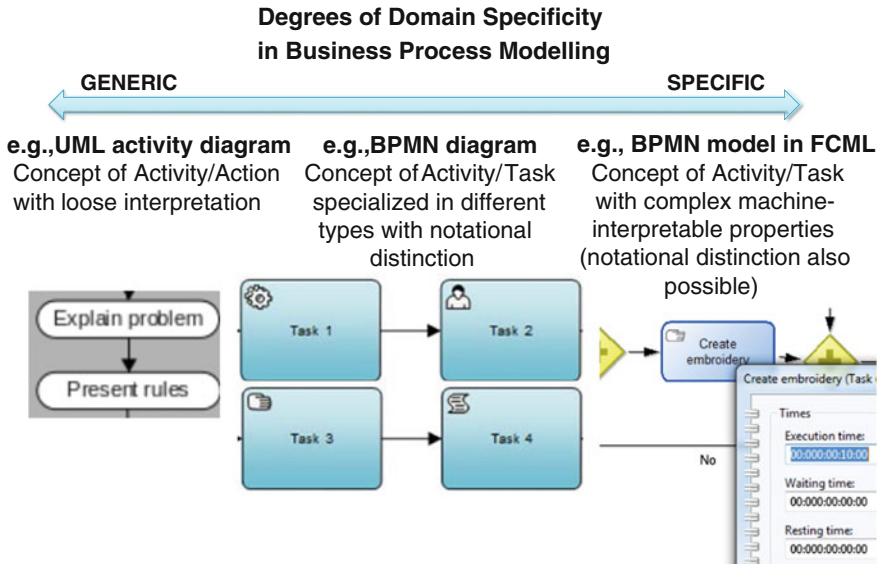 Degrees of Domain Specificity
in Business Process Modelling
GENERIC
SPECIFIC
e.g.,UML activity diagram
Concept of Activity/Action
with loose interpretation
e.g.,BPMN diagram
Concept of Activity/Task
specialized in different
types with notational
distinction
e.g., BPMN model in FCML
Concept of Activity/Task
with complex machine-
interpretable properties
(notational distinction also
possible)
Explain problem
Present rules
Task 1
Task 2
Task 3
Task 4
Create
embroidery
No
Create embroidery (Task
Times
Execution time:
00:000:00:10:00
Waiting time:
00:000:00:00:00
Resting time:
00:000:00:00:00